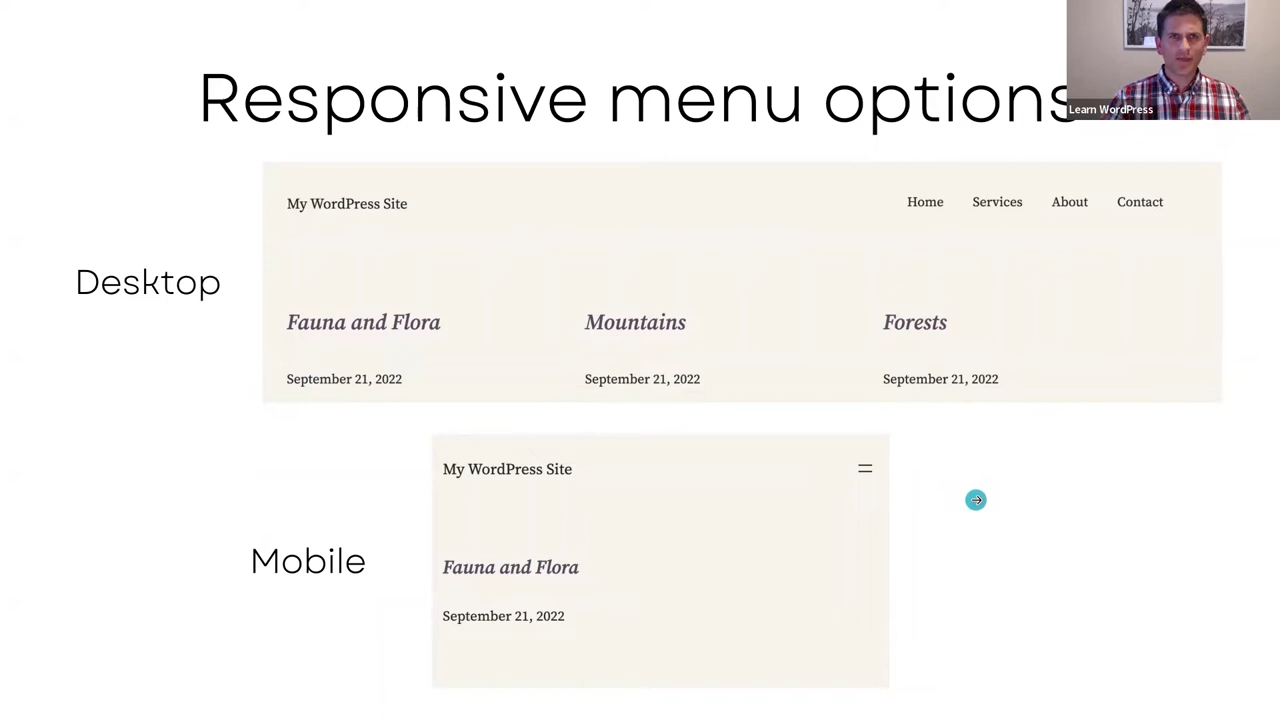 Responsive menu options
Learn WordPress
My WordPress Site
Home Services About Contact
Desktop
Fauna and Flora
Mountains
Forests
September 21, 2022
September 21, 2022
September 21, 2022
My WordPress Site
Mobile
Fauna and Flora
September 21, 2022